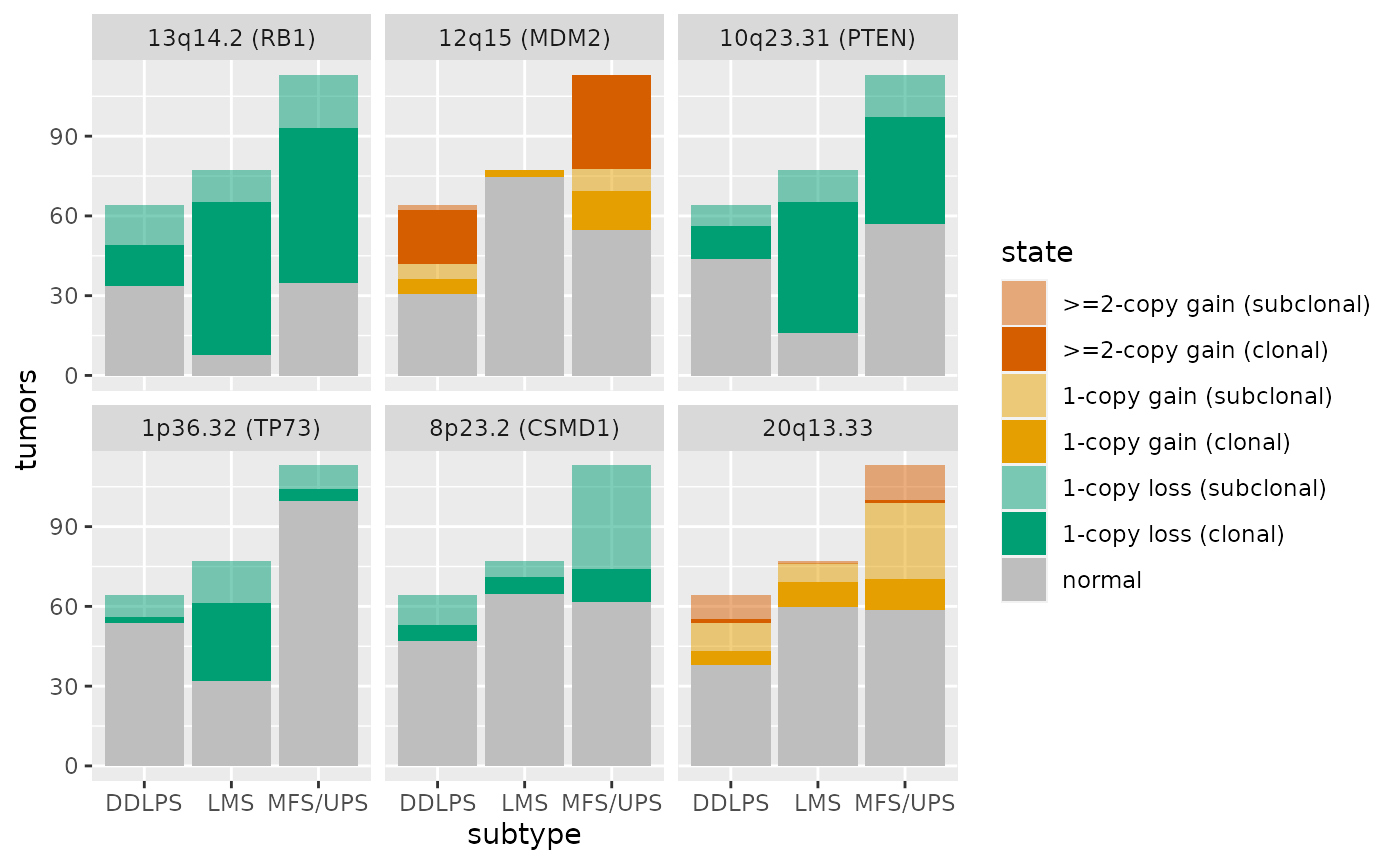 13q14.2 (RB1)
12q15 (MDM2)
10q23.31 (PTEN)
90
60
30
0
1p36.32 (TP73)
8p23.2 (CSMD1)
20q13.33
90
60
30
0
tumors
DDLPS LMS MFS/UPS
DDLPS LMS MFS/UPS
DDLPS LMS MFS/UPS
subtype
state
>=2-copy gain (subclonal)
>=2-copy gain (clonal)
1-copy gain (subclonal)
1-copy gain (clonal)
1-copy loss (subclonal)
1-copy loss (clonal)
normal